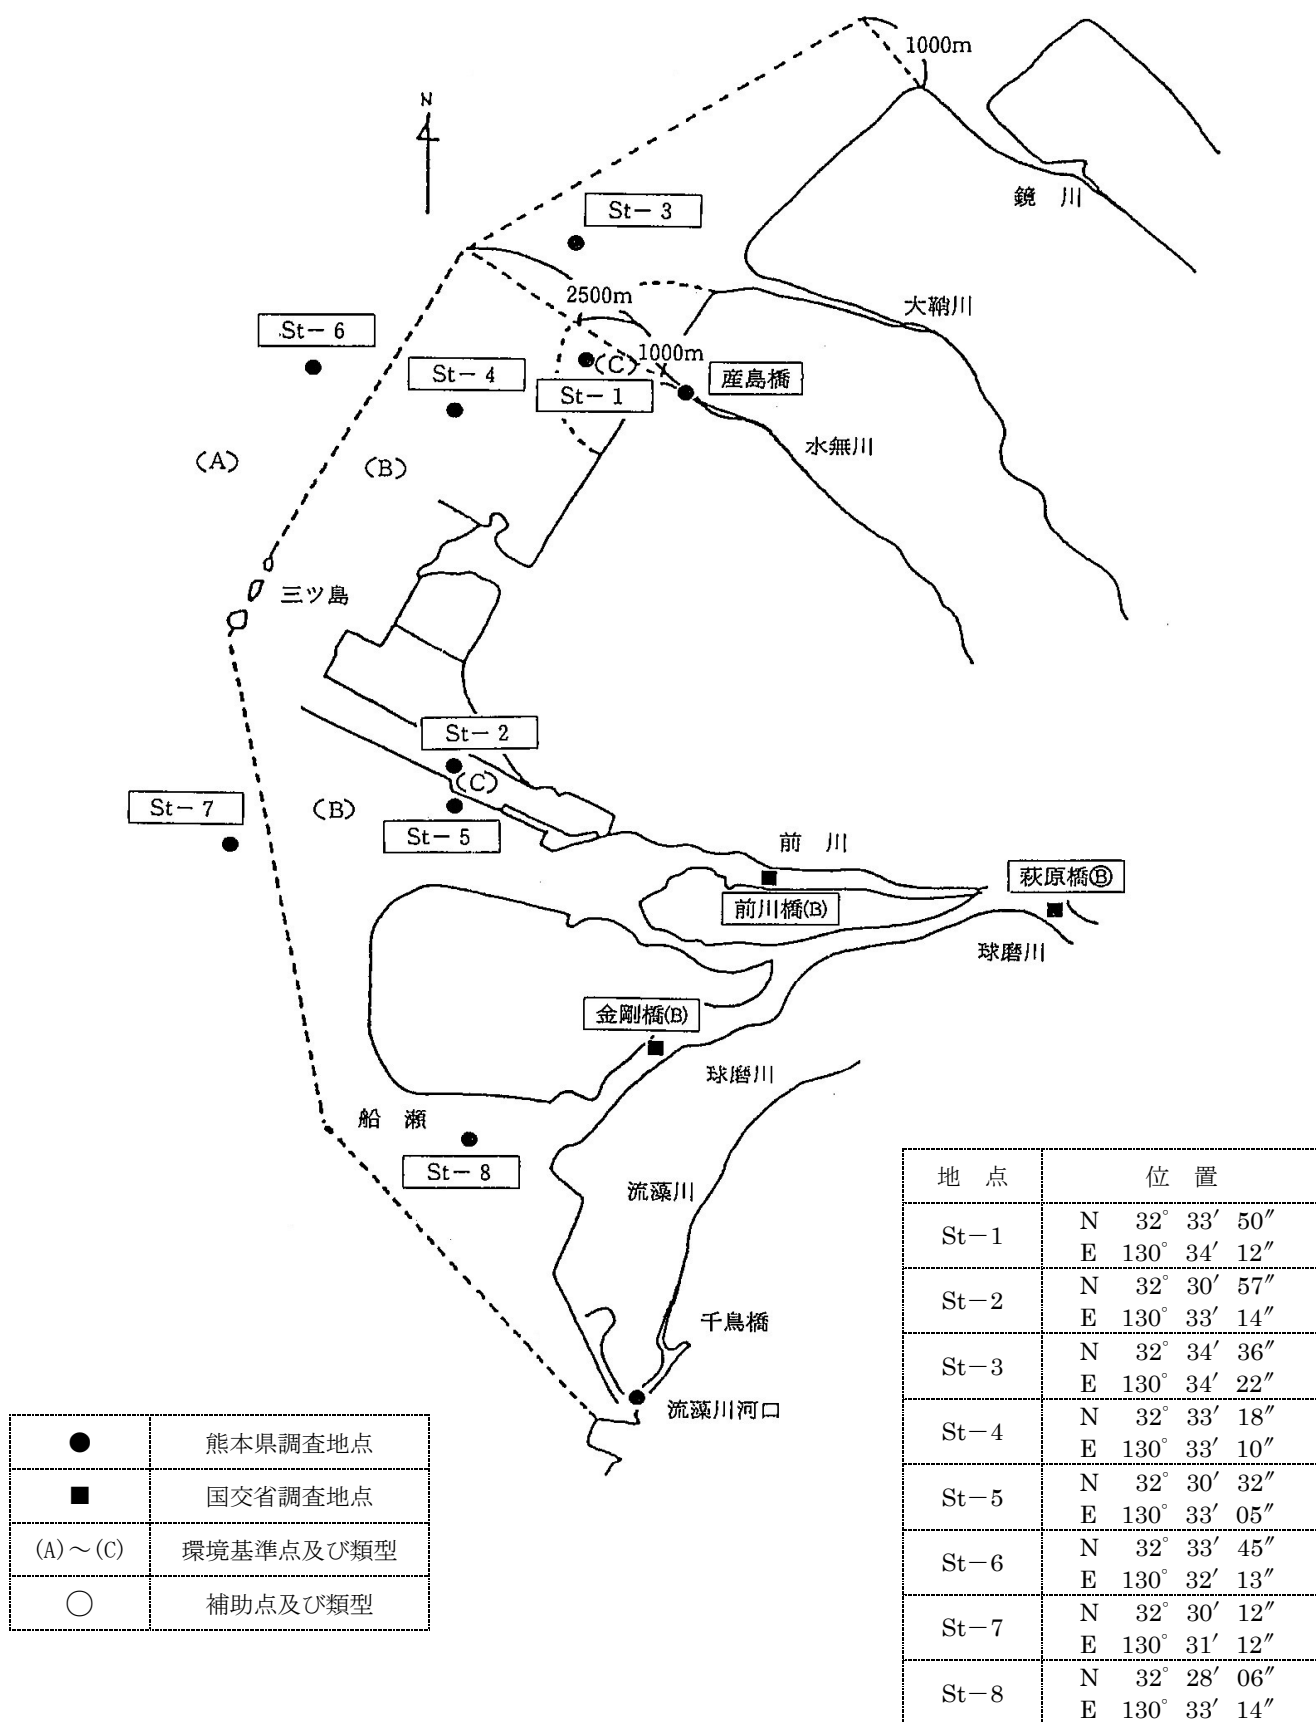 1000m
N
St－3
鏡 川
2500m
大鞘川
St－6
1000m
St－4
(C)
産島橋
St－1
水無川
(A)
(B)
三ツ島
St－2
(C)
St－7
(B)
St－5
前 川
萩原橋Ⓑ
前川橋(B)
球磨川
金剛橋(B)
球磨川
船 瀬
St－8
流藻川
千鳥橋
流藻川河口
● 熊本県調査地点
■ 国交省調査地点
(A)～(C) 環境基準点及び類型
○ 補助点及び類型
地 点 位 置
St－1 N 32° 33′ 50″
E 130° 34′ 12″
St－2 N 32° 30′ 57″
E 130° 33′ 14″
St－3 N 32° 34′ 36″
E 130° 34′ 22″
St－4 N 32° 33′ 18″
E 130° 33′ 10″
St－5 N 32° 30′ 32″
E 130° 33′ 05″
St－6 N 32° 33′ 45″
E 130° 32′ 13″
St－7 N 32° 30′ 12″
E 130° 31′ 12″
St－8 N 32° 28′ 06″
E 130° 33′ 14″